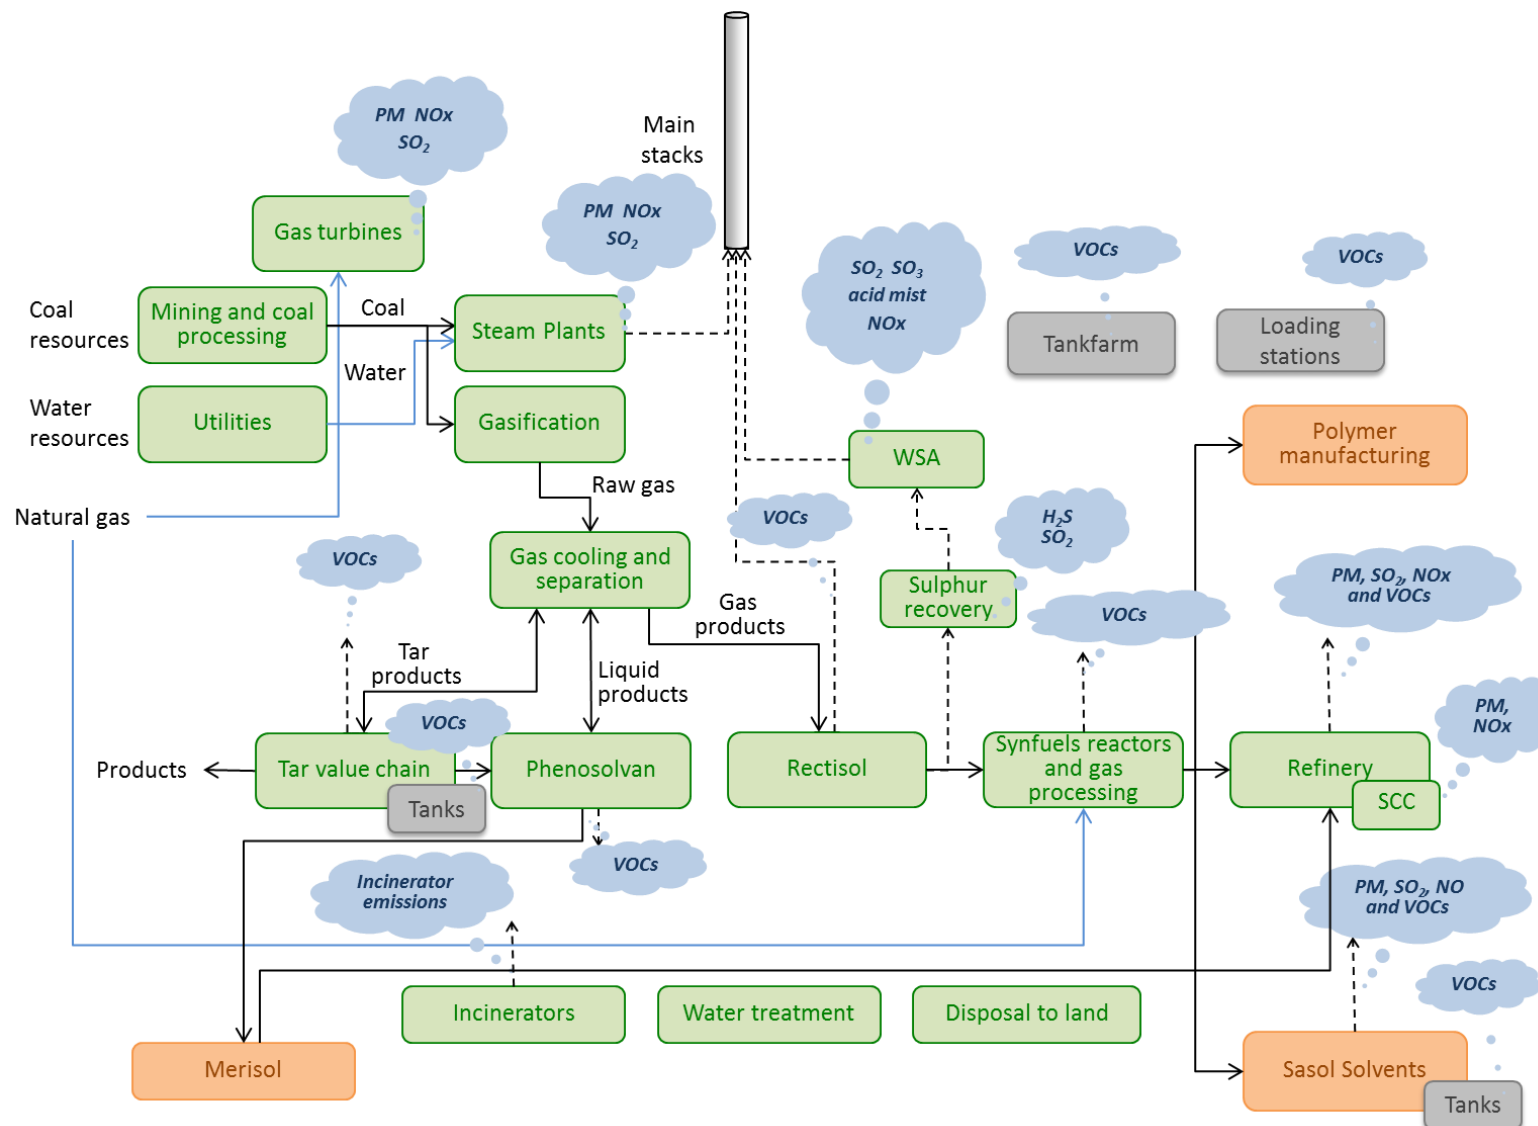 PM NOx
SO₂
Main
stacks
PM NOx
SO₂
Gas turbines
SO₂ SO₃
acid mist
NOx
VOCs
VOCs
Coal
resources
Mining and coal
processing
Coal
Steam Plants
Tankfarm
Loading
stations
Water
Water
resources
Utilities
Gasification
WSA
Polymer
manufacturing
Raw gas
Natural gas
VOCs
H₂S
SO₂
VOCs
Gas cooling and
separation
Sulphur
recovery
PM, SO₂, NOx
and VOCs
Gas
products
VOCs
Tar
products
Liquid
products
VOCs
PM,
NOx
Products
Tar value chain
Tanks
Phenosolvan
Rectisol
Synfuels reactors
and gas
processing
Refinery
SCC
VOCs
Incinerator
emissions
PM, SO₂, NO
and VOCs
VOCs
Incinerators
Water treatment
Disposal to land
Merisol
Sasol Solvents
Tanks